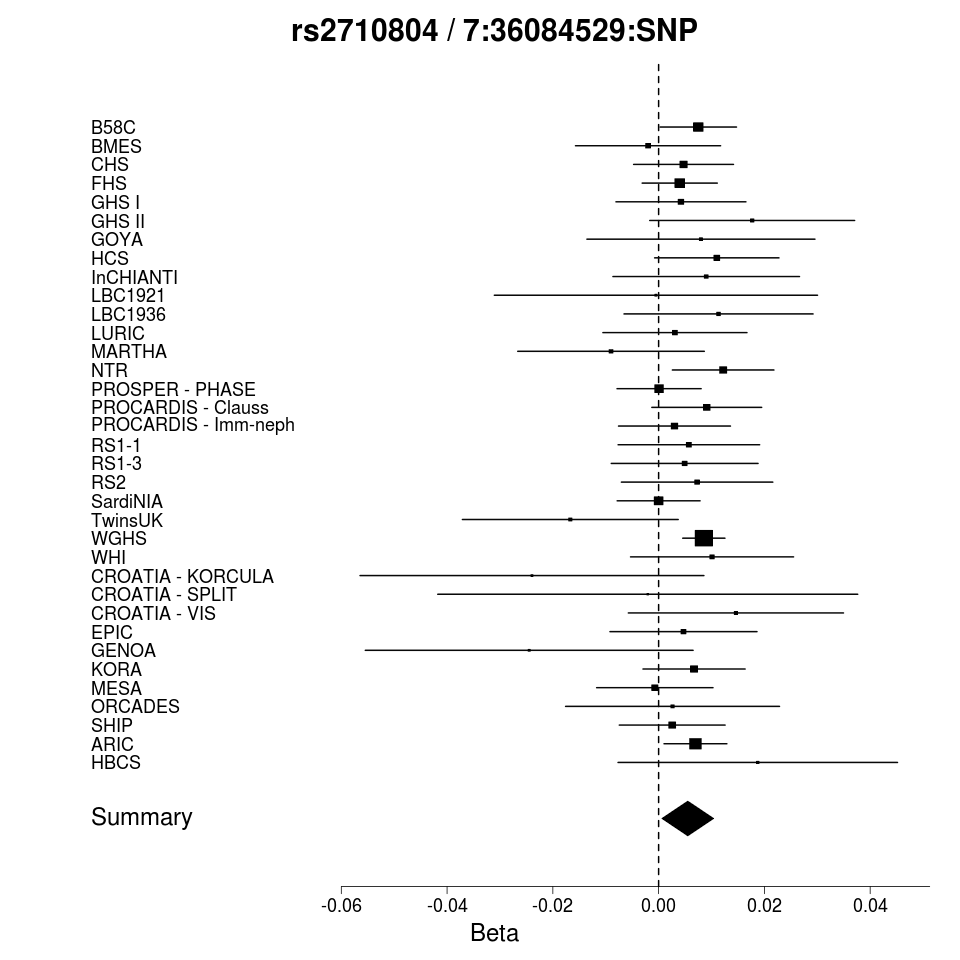 rs2710804 / 7:36084529:SNP
B58C
BMES
CHS
FHS
GHS I
GHS II
GOYA
HCS
InCHIANTI
LBC1921
LBC1936
LURIC
MARTHA
NTR
PROSPER - PHASE
PROCARDIS - Clauss
PROCARDIS - Imm-neph
RS1-1
RS1-3
RS2
SardiNIA
TwinsUK
WGHS
WHI
CROATIA - KORCULA
CROATIA - SPLIT
CROATIA - VIS
EPIC
GENOA
KORA
MESA
ORCADES
SHIP
ARIC
HBCS
Summary
-0.06 -0.04 -0.02 0.00 0.02 0.04
Beta